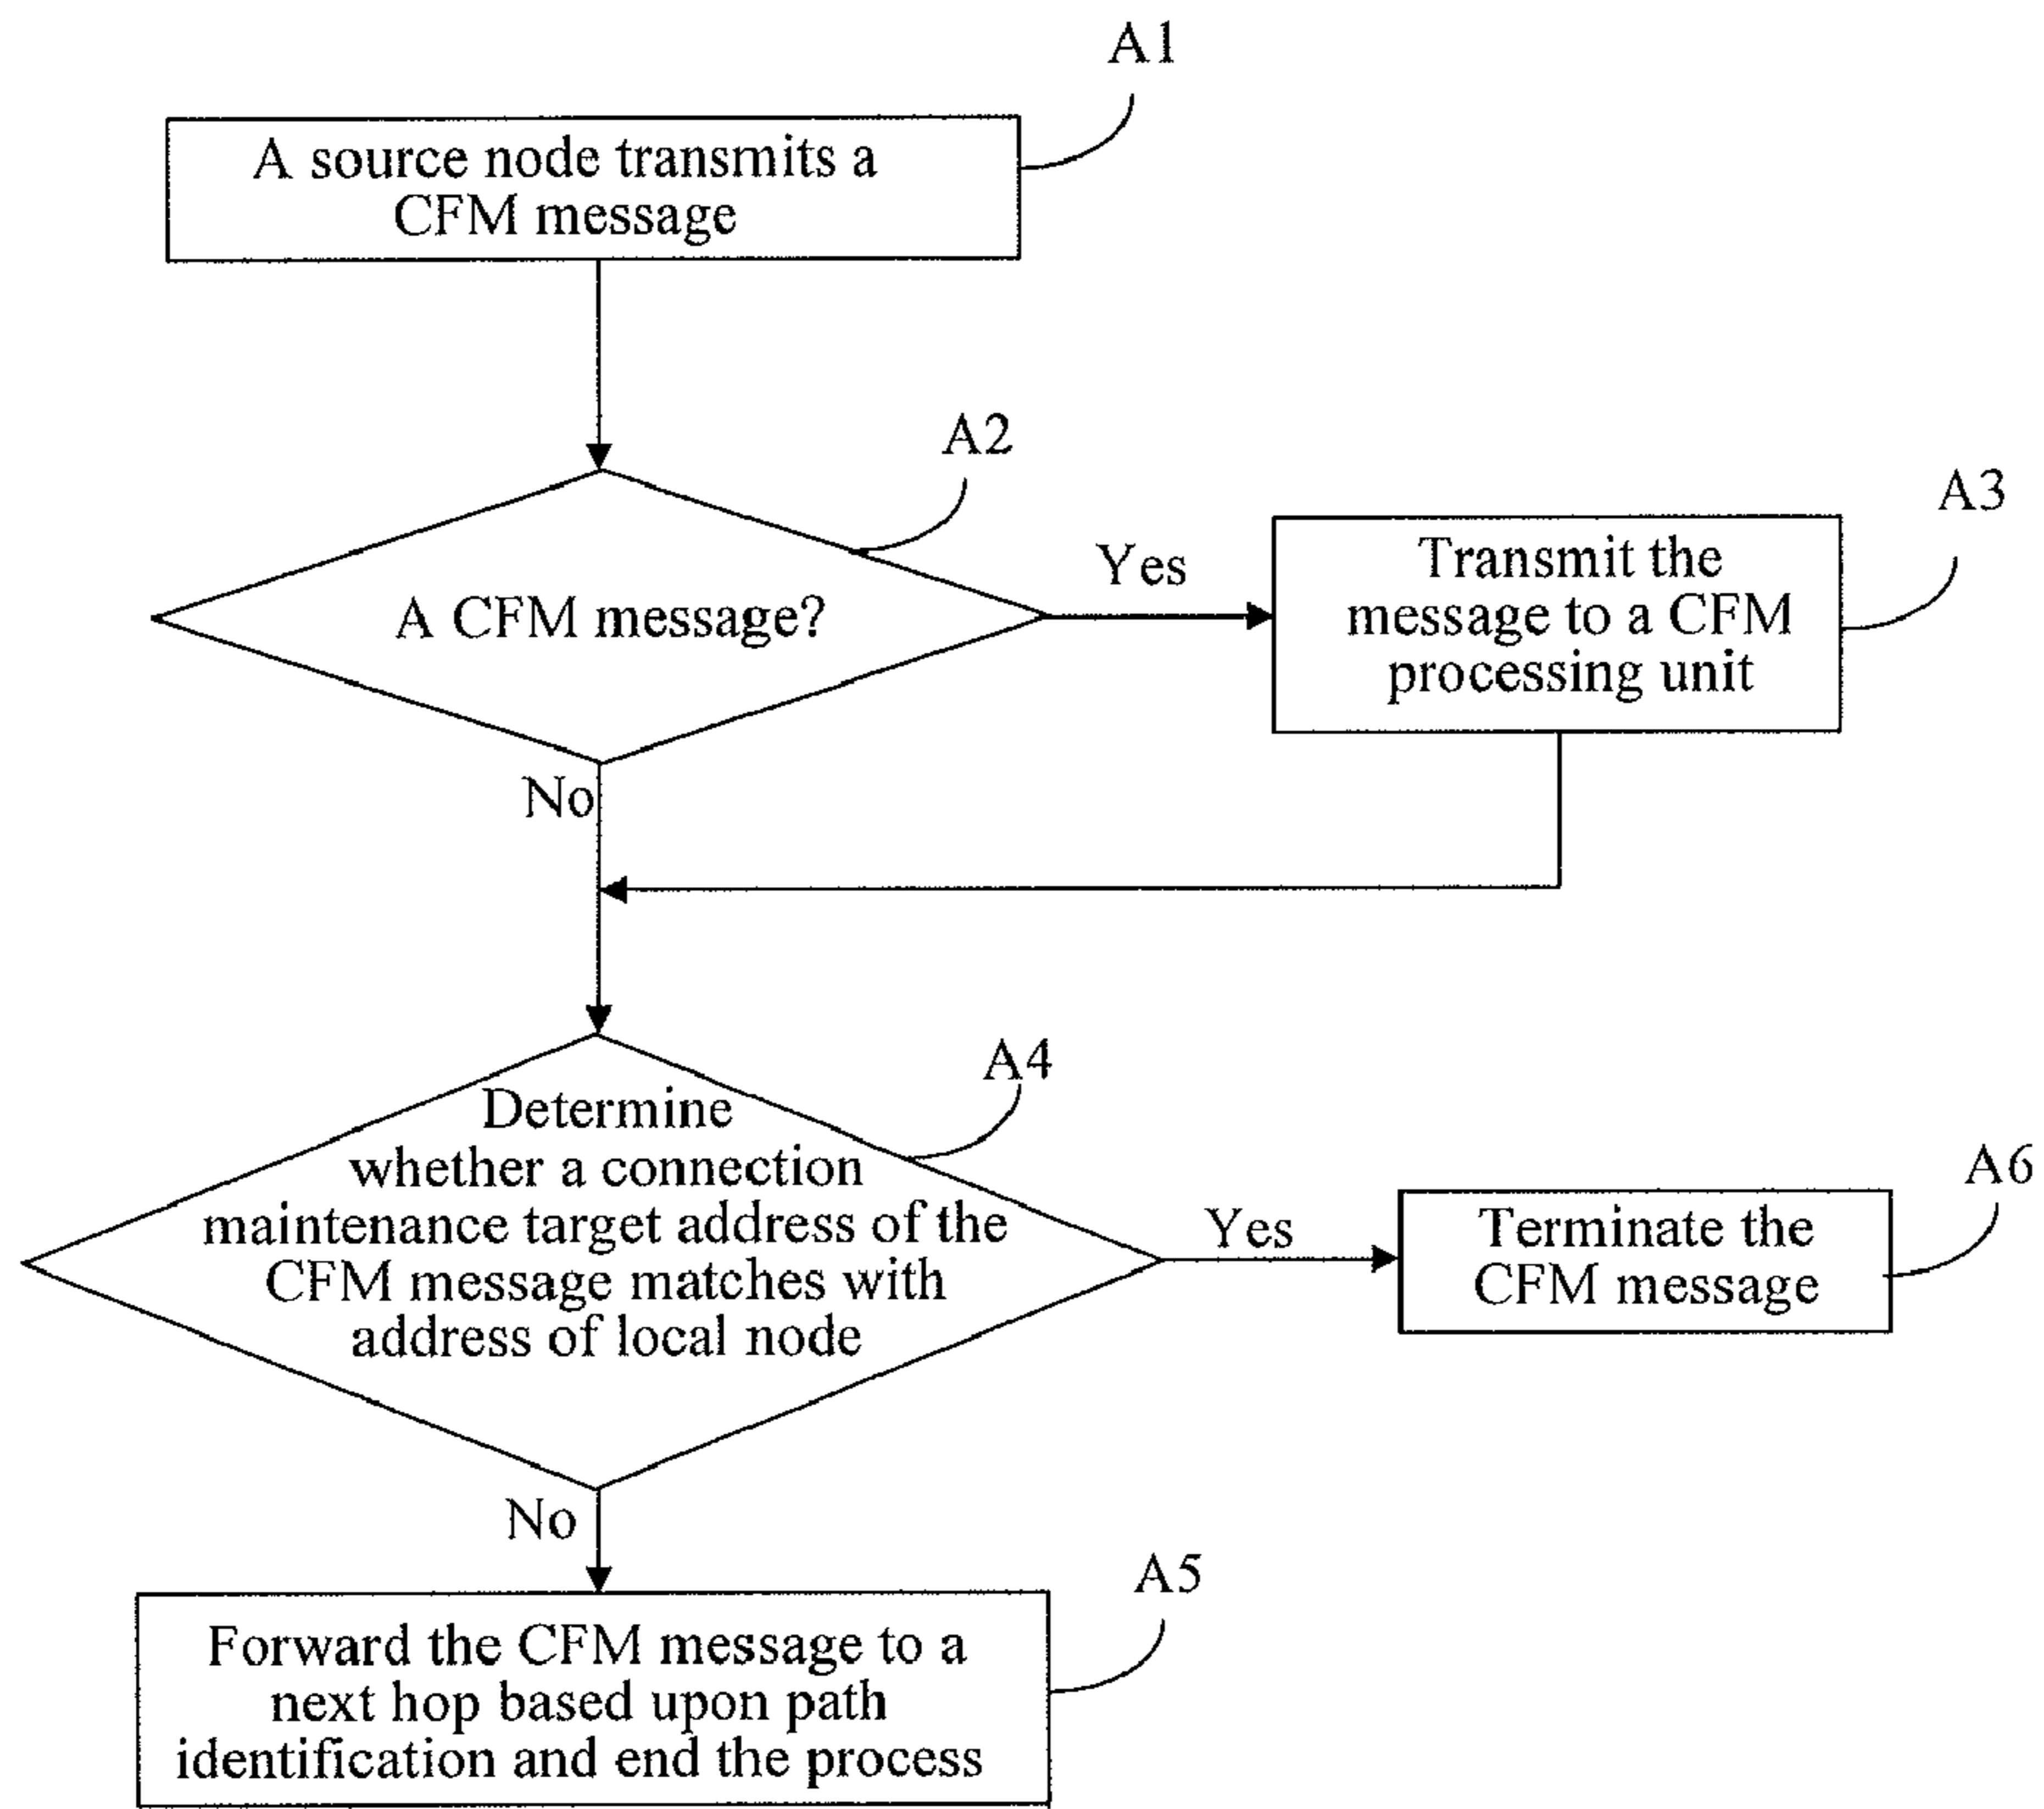 A1
A source node transmits a
CFM message
A2
A CFM message?
Yes
A3
Transmit the
message to a CFM
processing unit
No
A4
Determine
whether a connection
maintenance target address of the
CFM message matches with
address of local node
Yes
A6
Terminate the
CFM message
No
A5
Forward the CFM message to a
next hop based upon path
identification and end the process